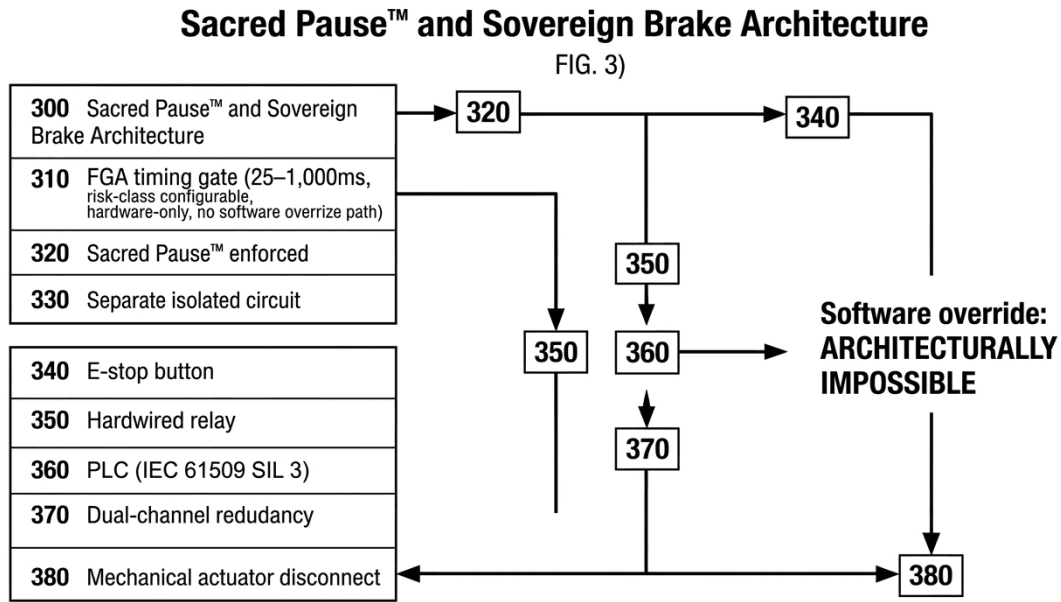 Sacred Pause™ and Sovereign Brake Architecture
FIG. 3)
300 Sacred Pause™ and Sovereign
Brake Architecture
310 FGA timing gate (25–1,000ms,
risk-class configurable,
hardware-only, no software overrize path)
320 Sacred Pause™ enforced
330 Separate isolated circuit
340 E-stop button
350 Hardwired relay
360 PLC (IEC 61509 SIL 3)
370 Dual-channel redudancy
380 Mechanical actuator disconnect
320
340
350
350
360
370
380
Software override:
ARCHITECTURALLY
IMPOSSIBLE